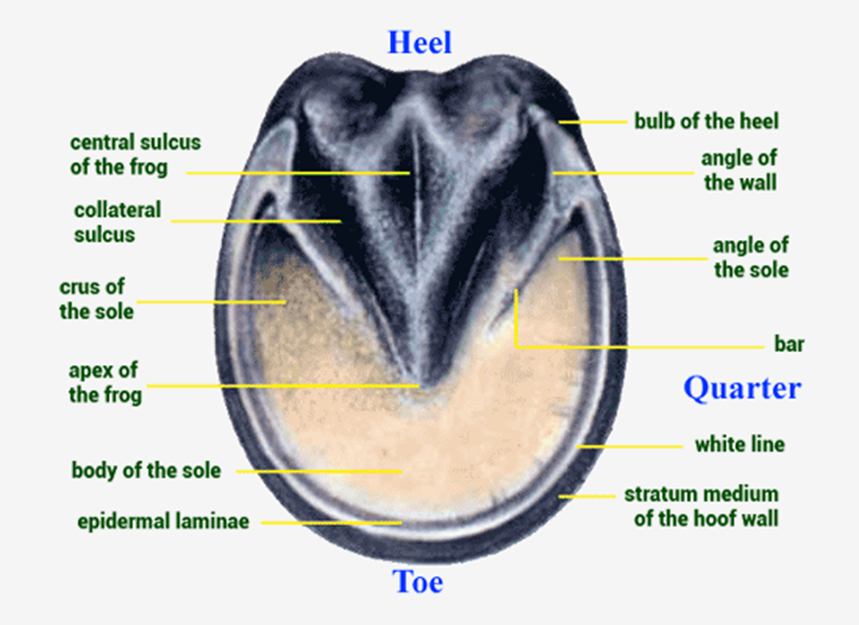 Heel
central sulcus
of the frog
collateral
sulcus
crus of
the sole
apex of
the frog
body of the sole
epidermal laminae
bulb of the heel
angle of
the wall
angle of
the sole
bar
Quarter
white line
stratum medium
of the hoof wall
Toe